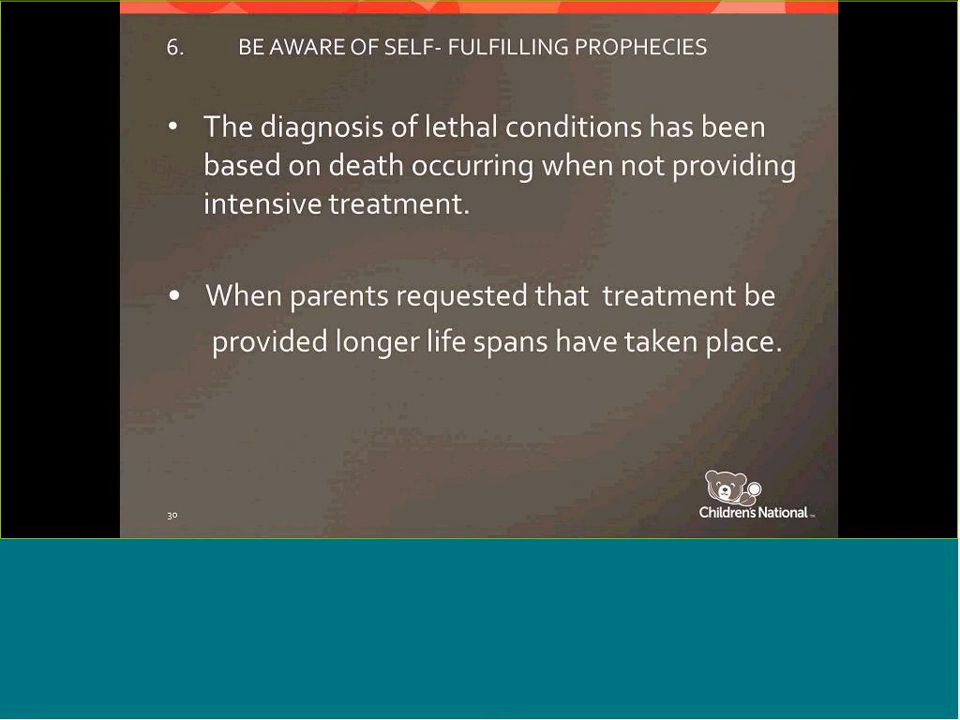 6. BE AWARE OF SELF- FULFILLING PROPHECIES
• The diagnosis of lethal conditions has been
based on death occurring when not providing
intensive treatment.
• When parents requested that treatment be
provided longer life spans have taken place.
30
Children's National™